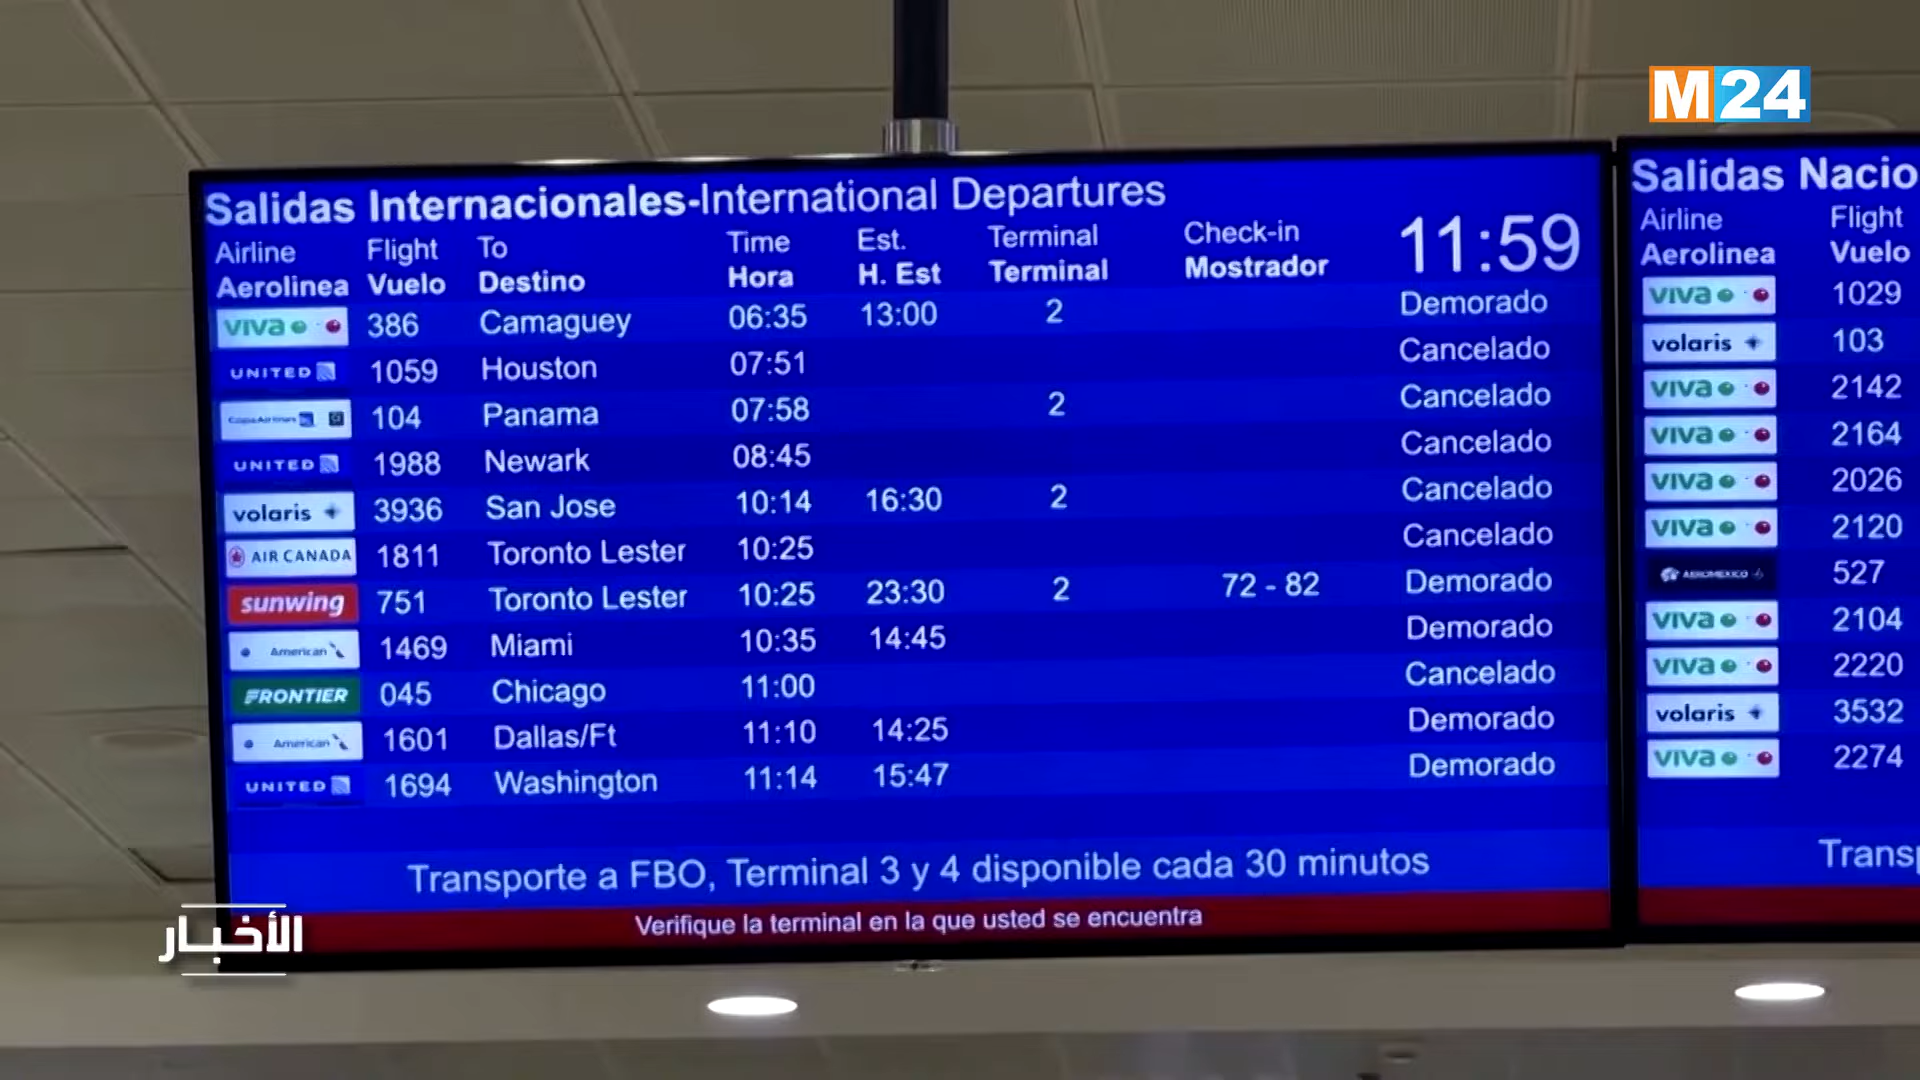 M24
Salidas Internacionales-International Departures
Airline Flight To Time Est. Terminal Check-in 11:59
Aerolinea Vuelo Destino Hora H. Est Terminal Mostrador
VIVA 386 Camaguey 06:35 13:00 2 Demorado
UNITED 1059 Houston 07:51 Cancelado
CopaAirlines 104 Panama 07:58 2 Cancelado
UNITED 1988 Newark 08:45 Cancelado
volaris 3936 San Jose 10:14 16:30 2 Cancelado
AIR CANADA 1811 Toronto Lester 10:25 Cancelado
sunwing 751 Toronto Lester 10:25 23:30 2 72 - 82 Demorado
American 1469 Miami 10:35 14:45 Demorado
FRONTIER 045 Chicago 11:00 Cancelado
American 1601 Dallas/Ft 11:10 14:25 Demorado
UNITED 1694 Washington 11:14 15:47 Demorado
Transporte a FBO, Terminal 3 y 4 disponible cada 30 minutos
Verifique la terminal en la que usted se encuentra
Salidas Nacio
Airline Flight
Aerolinea Vuelo
VIVA 1029
volaris 103
VIVA 2142
VIVA 2164
VIVA 2026
VIVA 2120
AEROMEXICO 527
VIVA 2104
VIVA 2220
volaris 3532
VIVA 2274
Transp
الأخبار